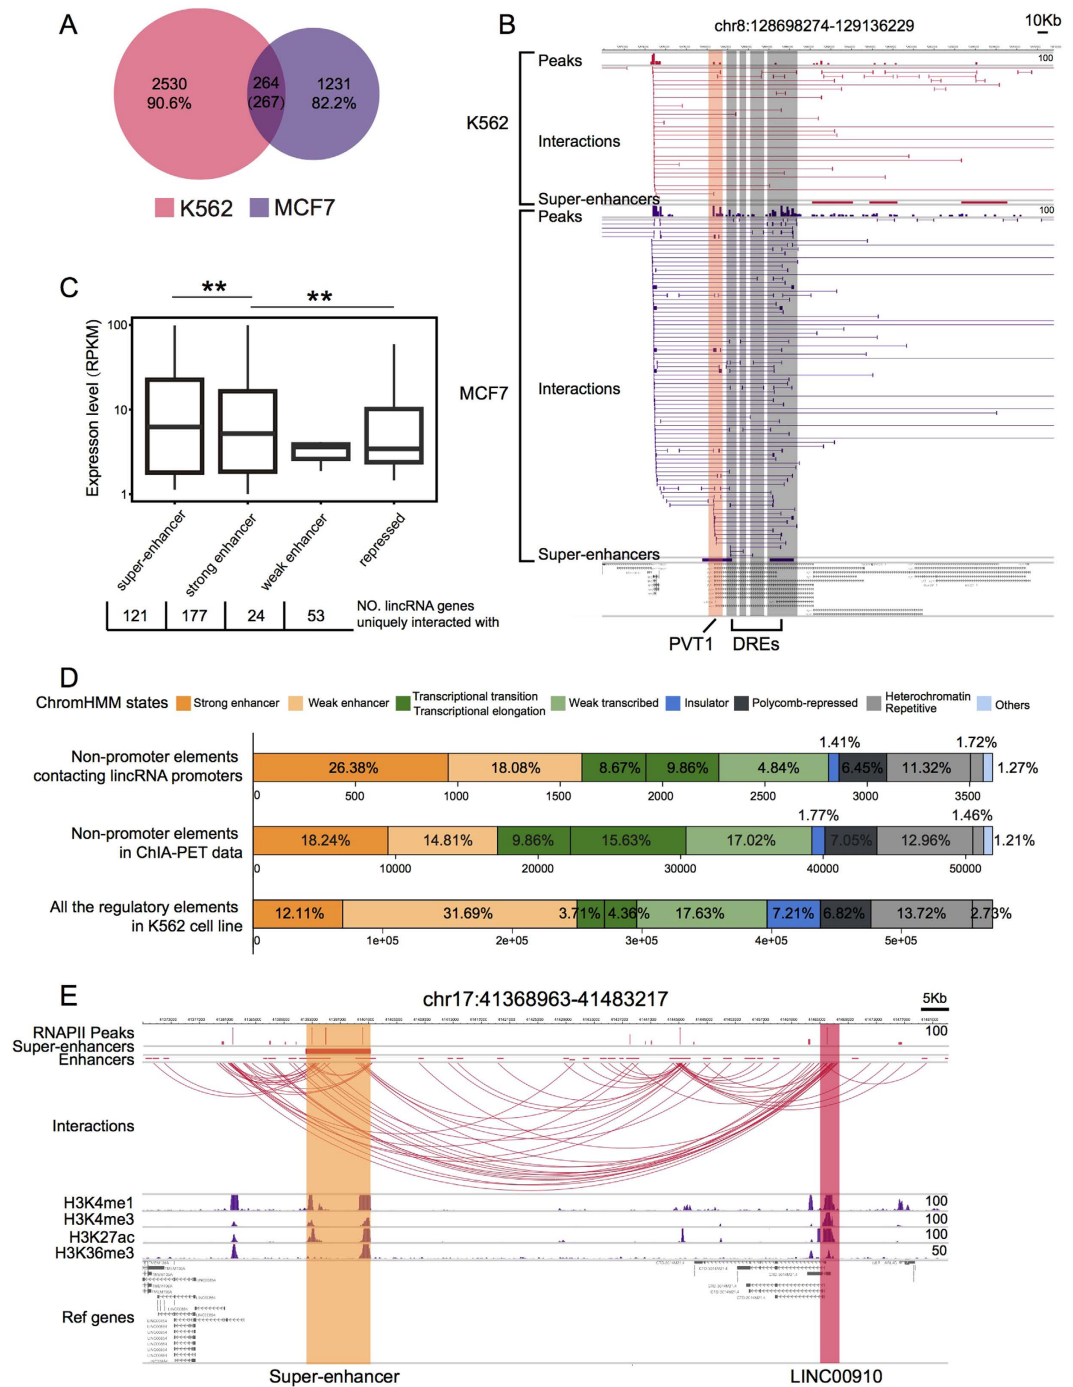 A
2530
90.6%
264
(267)
1231
82.2%
K562
MCF7
B
chr8:128698274-129136229
10Kb
Peaks
100
K562
Interactions
Super-enhancers
Peaks
100
MCF7
Interactions
Super-enhancers
PVT1
DREs
C
**
**
Expresson level (RPKM)
100
10
1
super-enhancer
strong enhancer
weak enhancer
repressed
121
177
24
53
NO. lincRNA genes
uniquely interacted with
D
ChromHMM states
Strong enhancer
Weak enhancer
Transcriptional transition
Transcriptional elongation
Weak transcribed
Insulator
Polycomb-repressed
Heterochromatin
Repetitive
Others
Non-promoter elements
contacting lincRNA promoters
26.38%
18.08%
8.67%
9.86%
4.84%
1.41%
6.45%
11.32%
1.72%
1.27%
0 500 1000 1500 2000 2500 3000 3500
Non-promoter elements
in ChIA-PET data
18.24%
14.81%
9.86%
15.63%
17.02%
1.77%
7.05%
12.96%
1.46%
1.21%
0 10000 20000 30000 40000 50000
All the regulatory elements
in K562 cell line
12.11%
31.69%
3.71%
4.36%
17.63%
7.21%
6.82%
13.72%
2.73%
0 1e+05 2e+05 3e+05 4e+05 5e+05
E
chr17:41368963-41483217
5Kb
RNAPII Peaks
100
Super-enhancers
Enhancers
Interactions
H3K4me1
100
H3K4me3
100
H3K27ac
100
H3K36me3
50
Ref genes
Super-enhancer
LINC00910